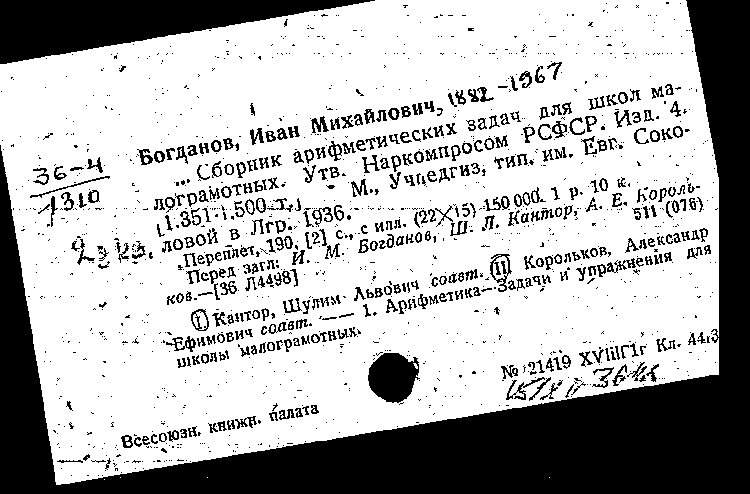 Богданов, Иван Михайлович, 1882-1967
36-4
1310
... Сборник арифметических задач для школ ма-
лограмотных. Утв. Наркомпросом РСФСР. Изд. 4.
[1.351-1.500 т.] М., Учпедгиз, тип. им. Евг. Соко-
2 экз. ловой в Лгр. 1936.
Переплет, 190, [2] с., с илл. (22×15) 150 000. 1 р. 10 к.
Перед загл: И. М. Богданов, Ш. Л. Кантор, А. Е. Король-
ков.—[36 Л4498] 511 (076)
I Кантор, Шулим Львович соавт. III Корольков, Александр
Ефимович соавт. —— 1. Арифметика—Задачи и упражнения для
школы малограмотных.
№ 21419 Кл. 44.3
Всесоюзн. книжн. палата